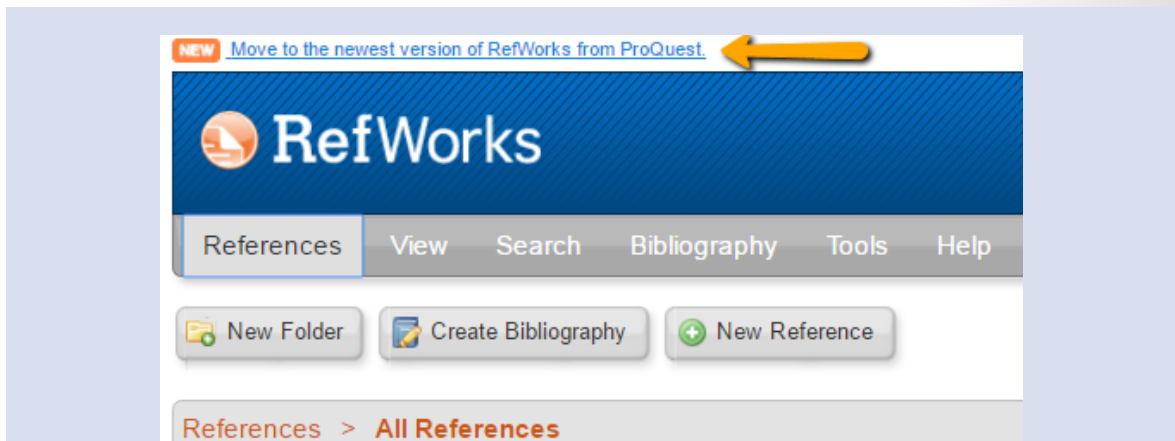 NEW Move to the newest version of RefWorks from ProQuest.
RefWorks
References View Search Bibliography Tools Help
New Folder Create Bibliography New Reference
References > All References